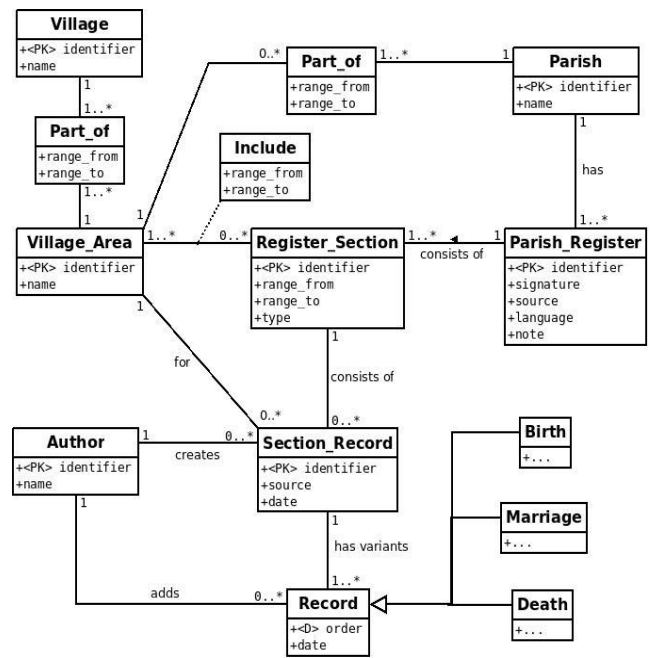 Village
+<PK> identifier
+name
1
1..*
Part_of
+range_from
+range_to
1..*
1
0..*
Part_of
+range_from
+range_to
1..*
1
Parish
+<PK> identifier
+name
1
has
1..*
Include
+range_from
+range_to
1
Village_Area
+<PK> identifier
+name
1..*
0..*
Register_Section
+<PK> identifier
+range_from
+range_to
+type
1..*
1
consists of
Parish_Register
+<PK> identifier
+signature
+source
+language
+note
1
for
0..*
1
consists of
0..*
Author
+<PK> identifier
+name
1
0..*
creates
Section_Record
+<PK> identifier
+source
+date
1
adds
0..*
1
has variants
1..*
Record
+<D> order
+date
Birth
+...
Marriage
+...
Death
+...